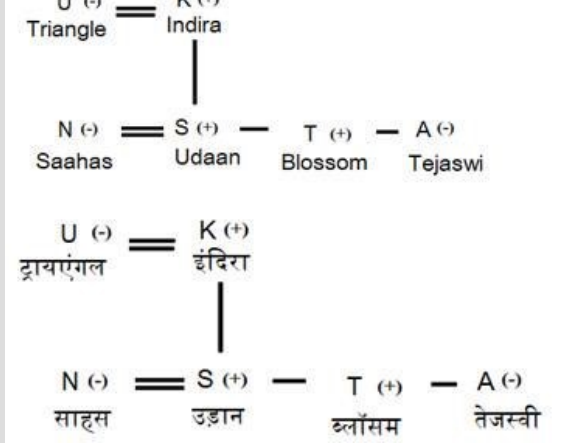 U (-) K (+)
Triangle Indira
N (-) S (+) T (+) A (-)
Saahas Udaan Blossom Tejaswi
U (-) K (+)
ट्रायएंगल इंदिरा
N (-) S (+) T (+) A (-)
साहस उड़ान ब्लॉसम तेजस्वी